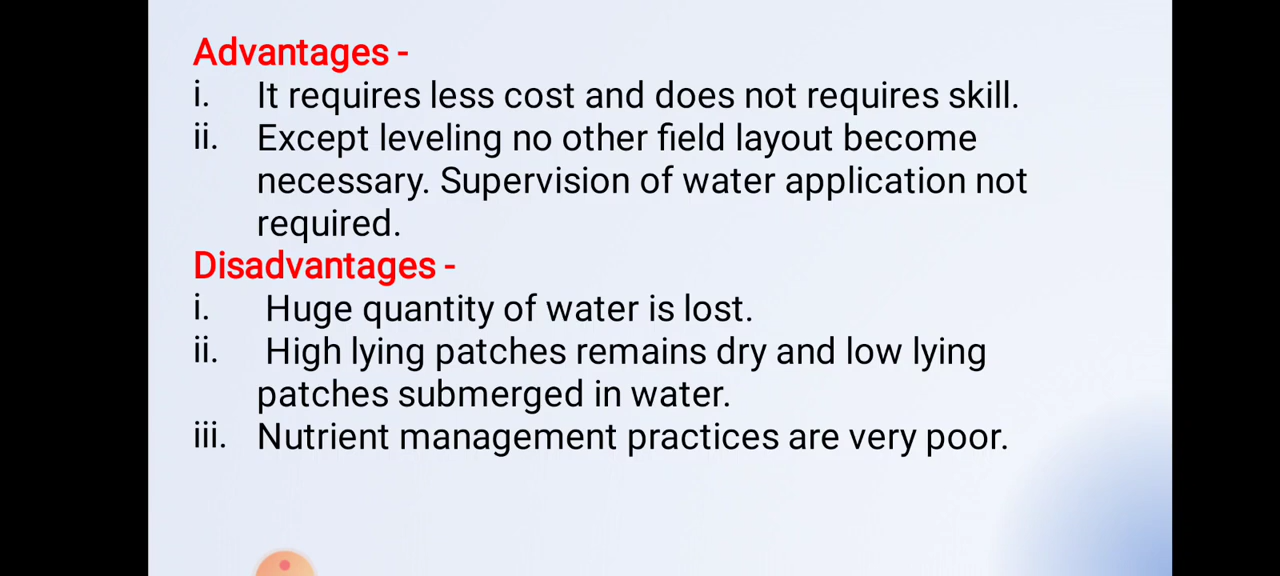 Advantages -
i. It requires less cost and does not requires skill.
ii. Except leveling no other field layout become
necessary. Supervision of water application not
required.
Disadvantages -
i. Huge quantity of water is lost.
ii. High lying patches remains dry and low lying
patches submerged in water.
iii. Nutrient management practices are very poor.